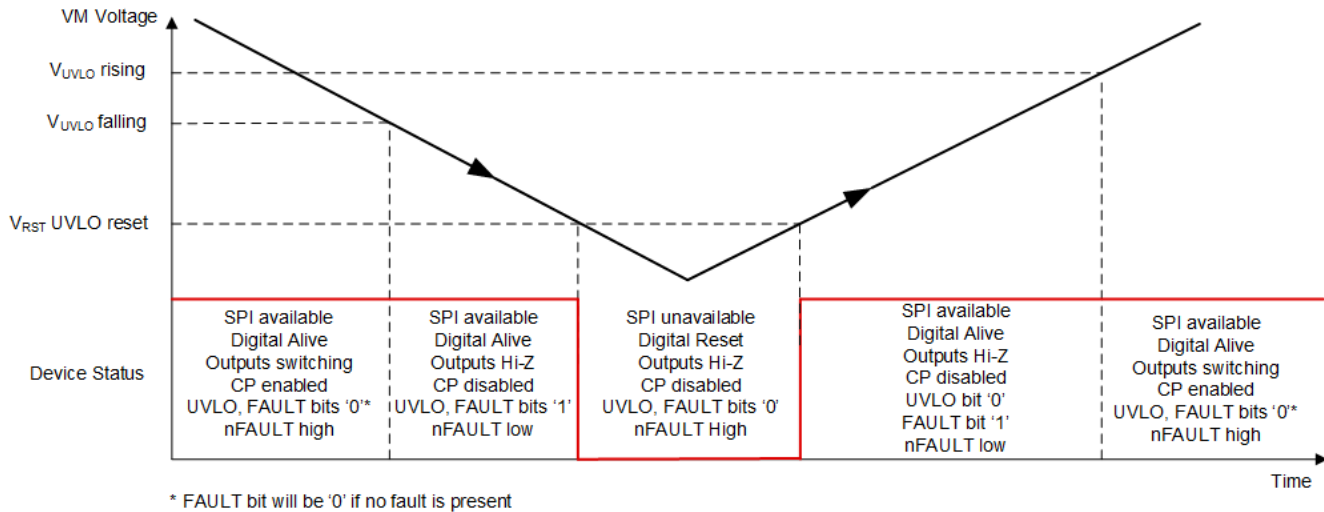 VM Voltage
V_UVLO rising
V_UVLO falling
V_RST UVLO reset
Device Status
SPI available
Digital Alive
Outputs switching
CP enabled
UVLO, FAULT bits ‘0’*
nFAULT high
SPI available
Digital Alive
Outputs Hi-Z
CP disabled
UVLO, FAULT bits ‘1’
nFAULT low
SPI unavailable
Digital Reset
Outputs Hi-Z
CP disabled
UVLO, FAULT bits ‘0’
nFAULT High
SPI available
Digital Alive
Outputs Hi-Z
CP disabled
UVLO bit ‘0’
FAULT bit ‘1’
nFAULT low
SPI available
Digital Alive
Outputs switching
CP enabled
UVLO, FAULT bits ‘0’*
nFAULT high
Time
* FAULT bit will be ‘0’ if no fault is present